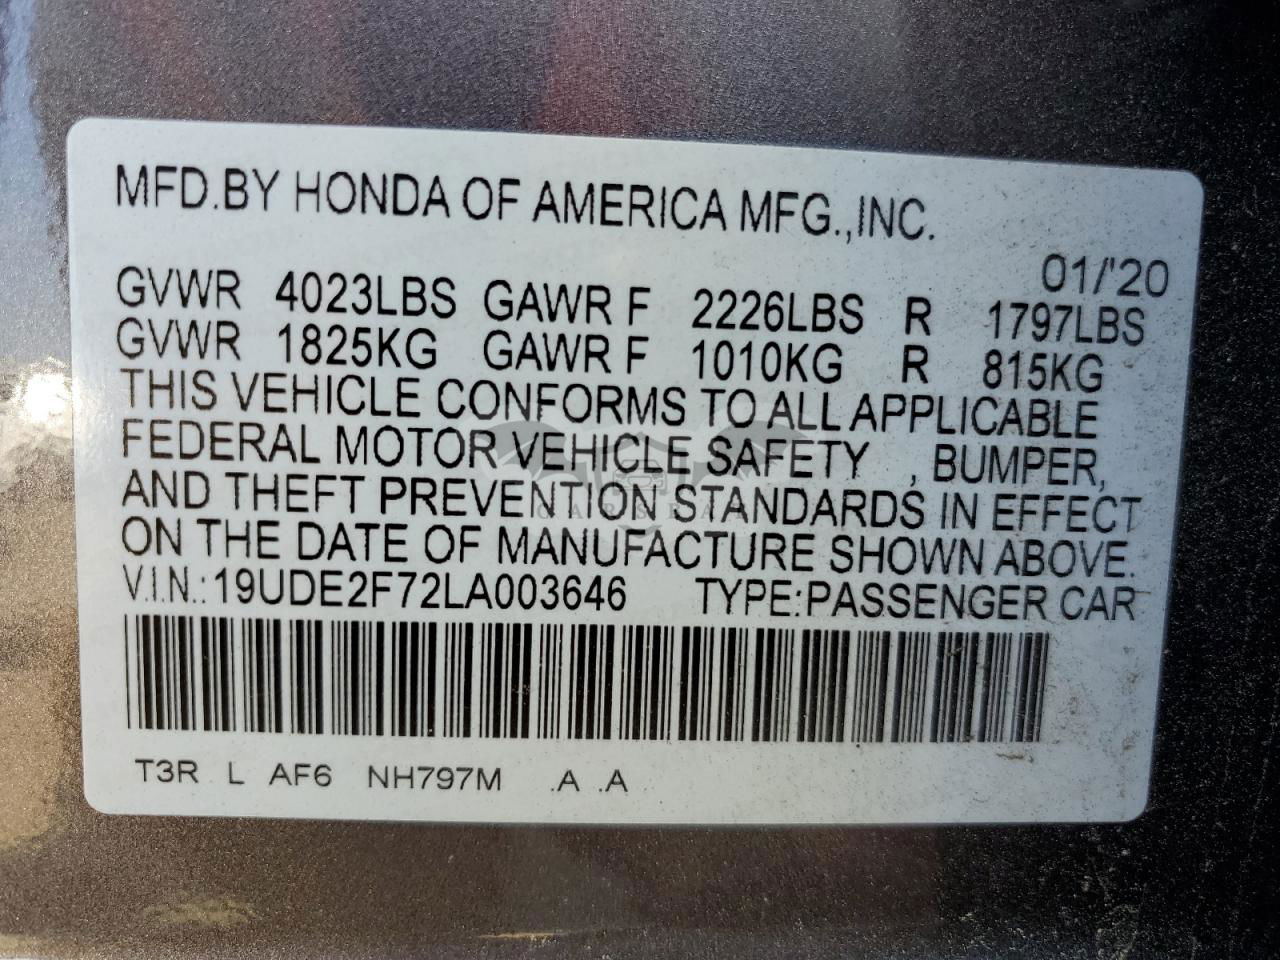 MFD.BY HONDA OF AMERICA MFG.,INC.
01/'20
GVWR 4023LBS GAWR F 2226LBS R 1797LBS
GVWR 1825KG GAWR F 1010KG R 815KG
THIS VEHICLE CONFORMS TO ALL APPLICABLE
FEDERAL MOTOR VEHICLE SAFETY , BUMPER,
AND THEFT PREVENTION STANDARDS IN EFFECT
ON THE DATE OF MANUFACTURE SHOWN ABOVE.
V.I.N.:19UDE2F72LA003646 TYPE:PASSENGER CAR
T3R L AF6 NH797M .A .A